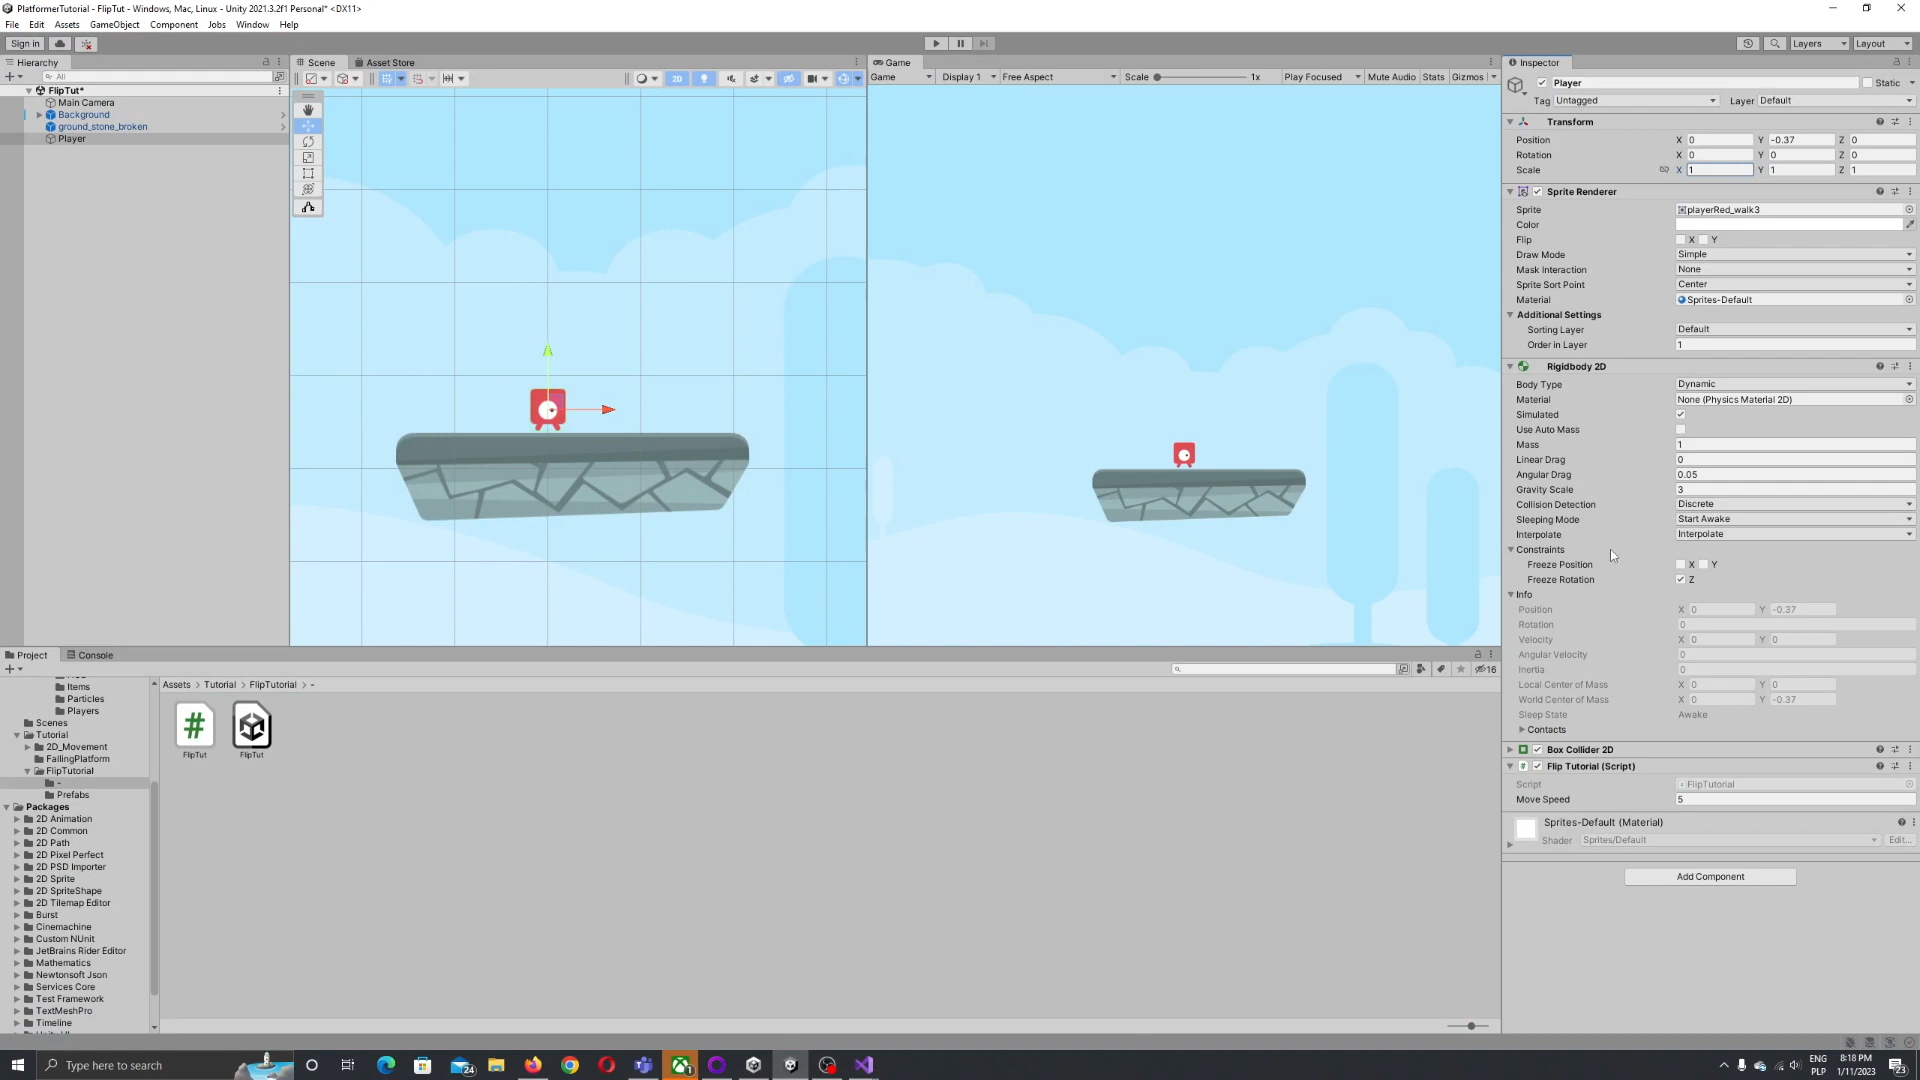 PlatformerTutorial - FlipTut - Windows, Mac, Linux - Unity 2021.3.2f1 Personal* <DX11>
File Edit Assets GameObject Component Jobs Window Help
Sign in
Layers
Layout
Hierarchy
All
FlipTut*
Main Camera
Background
ground_stone_broken
Player
Scene
Asset Store
2D
Game
Game
Display 1
Free Aspect
Scale
1x
Play Focused
Mute Audio
Stats
Gizmos
Inspector
Player
Static
Tag
Untagged
Layer
Default
Transform
Position X 0 Y -0.37 Z 0
Rotation X 0 Y 0 Z 0
Scale X 1 Y 1 Z 1
Sprite Renderer
Sprite playerRed_walk3
Color
Flip X Y
Draw Mode Simple
Mask Interaction None
Sprite Sort Point Center
Material Sprites-Default
Additional Settings
Sorting Layer Default
Order in Layer 1
Rigidbody 2D
Body Type Dynamic
Material None (Physics Material 2D)
Simulated
Use Auto Mass
Mass 1
Linear Drag 0
Angular Drag 0.05
Gravity Scale 3
Collision Detection Discrete
Sleeping Mode Start Awake
Interpolate Interpolate
Constraints
Freeze Position X Y
Freeze Rotation Z
Info
Position X 0 Y -0.37
Rotation 0
Velocity X 0 Y 0
Angular Velocity 0
Inertia 0
Local Center of Mass X 0 Y 0
World Center of Mass X 0 Y -0.37
Sleep State Awake
Contacts
Box Collider 2D
Flip Tutorial (Script)
Script FlipTutorial
Move Speed 5
Sprites-Default (Material)
Shader Sprites/Default Edit...
Add Component
Project
Console
16
Items
Particles
Players
Scenes
Tutorial
2D_Movement
FallingPlatform
FlipTutorial
-
Prefabs
Packages
2D Animation
2D Common
2D Path
2D Pixel Perfect
2D PSD Importer
2D Sprite
2D SpriteShape
2D Tilemap Editor
Burst
Cinemachine
Custom NUnit
JetBrains Rider Editor
Mathematics
Newtonsoft Json
Services Core
Test Framework
TextMeshPro
Timeline
Assets > Tutorial > FlipTutorial > -
FlipTut
FlipTut
Type here to search
24
1
ENG
PLP
8:18 PM
1/11/2023
23